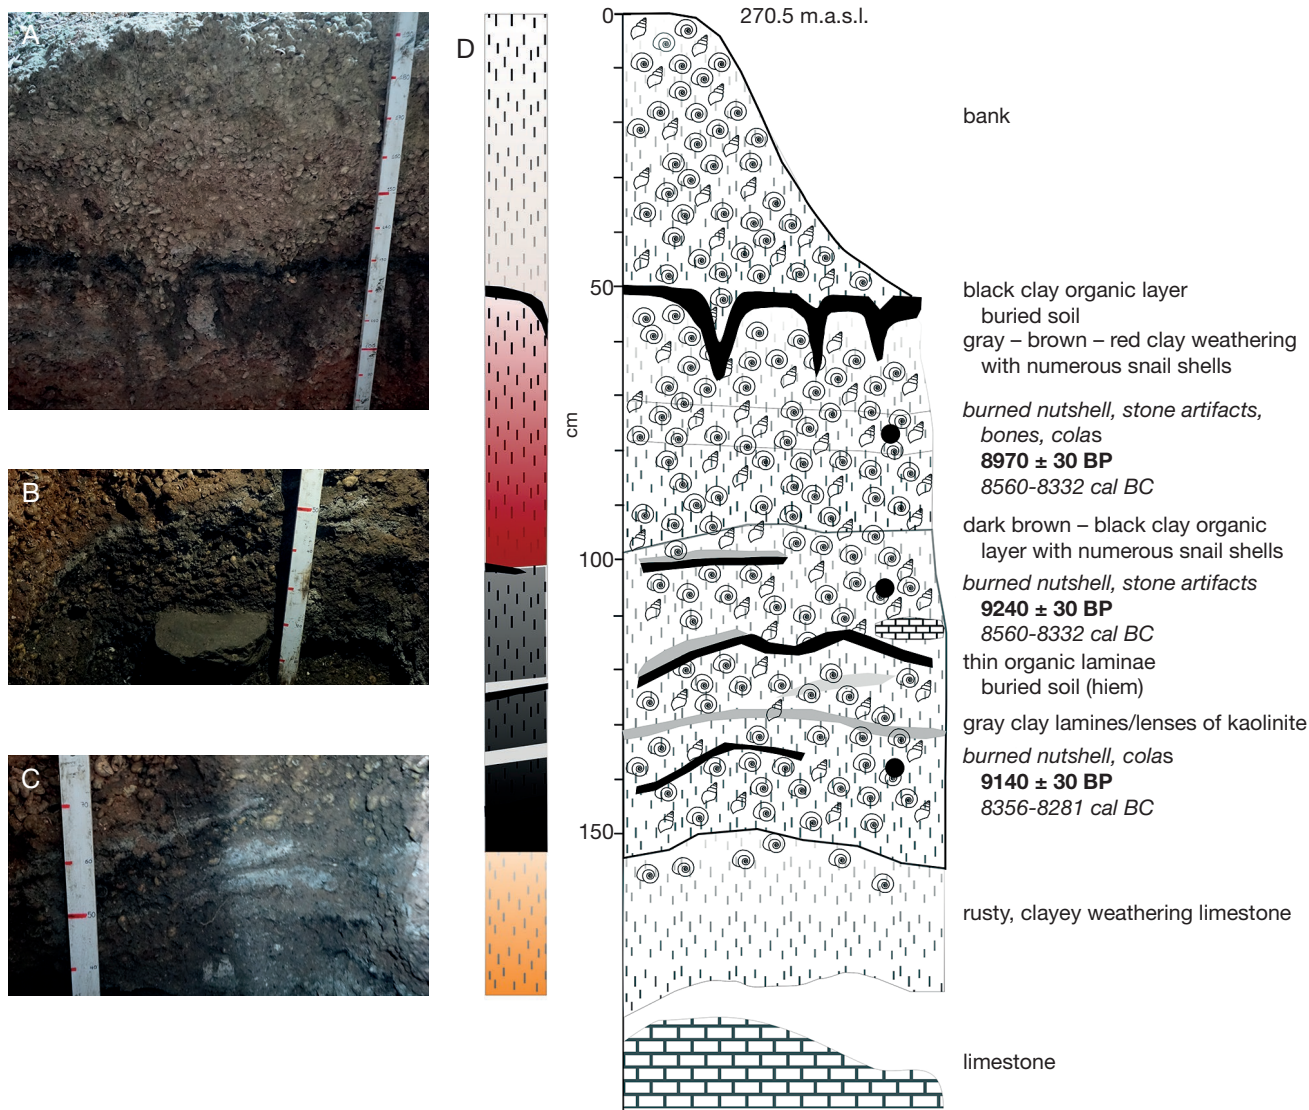 A
B
C
D
270.5 m.a.s.l.
0
50
100
150
cm
bank
black clay organic layer
buried soil
gray – brown – red clay weathering
with numerous snail shells
burned nutshell, stone artifacts,
bones, colas
8970 ± 30 BP
8560-8332 cal BC
dark brown – black clay organic
layer with numerous snail shells
burned nutshell, stone artifacts
9240 ± 30 BP
8560-8332 cal BC
thin organic laminae
buried soil (hiem)
gray clay lamines/lenses of kaolinite
burned nutshell, colas
9140 ± 30 BP
8356-8281 cal BC
rusty, clayey weathering limestone
limestone